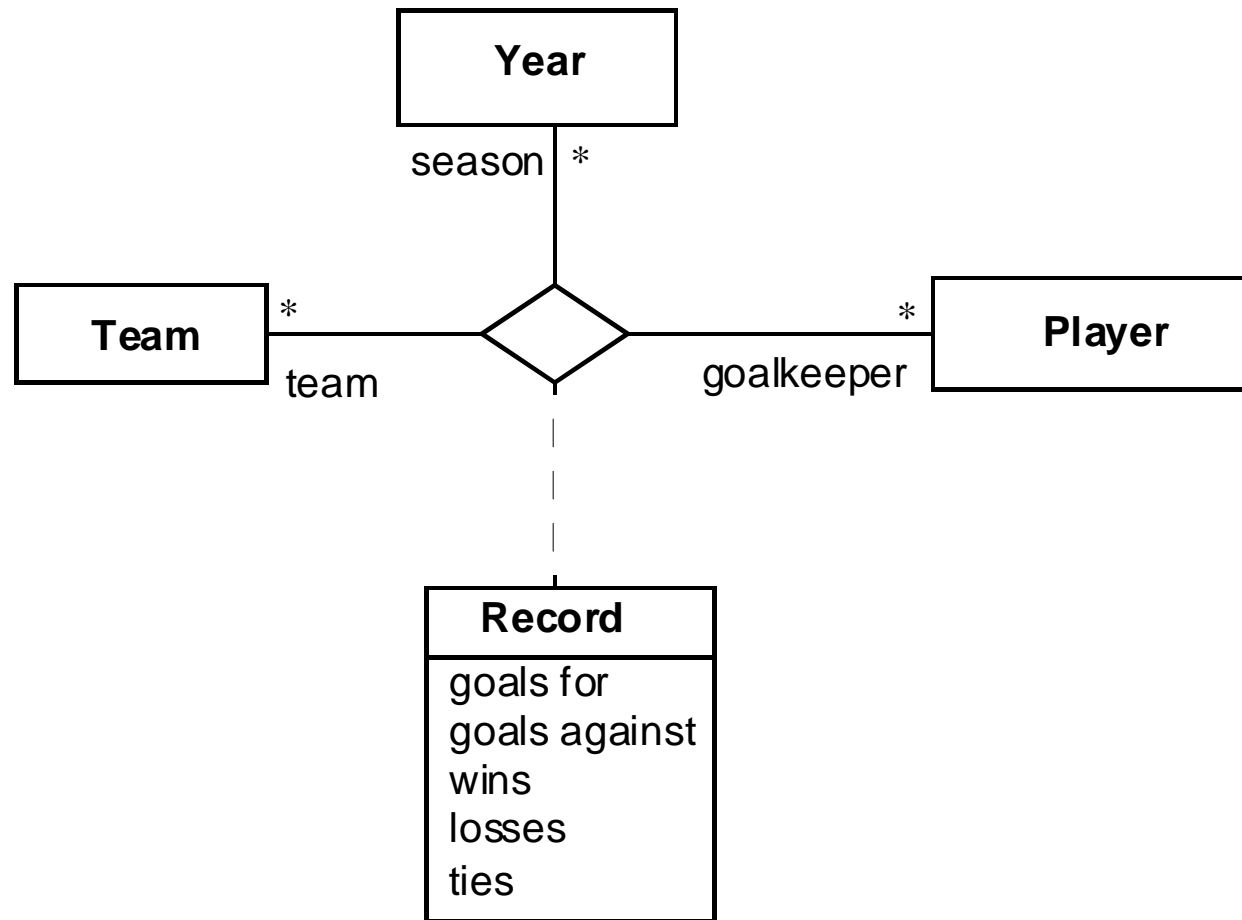 Year
season *
Team
*
team
*
goalkeeper
Player
Record
goals for
goals against
wins
losses
ties